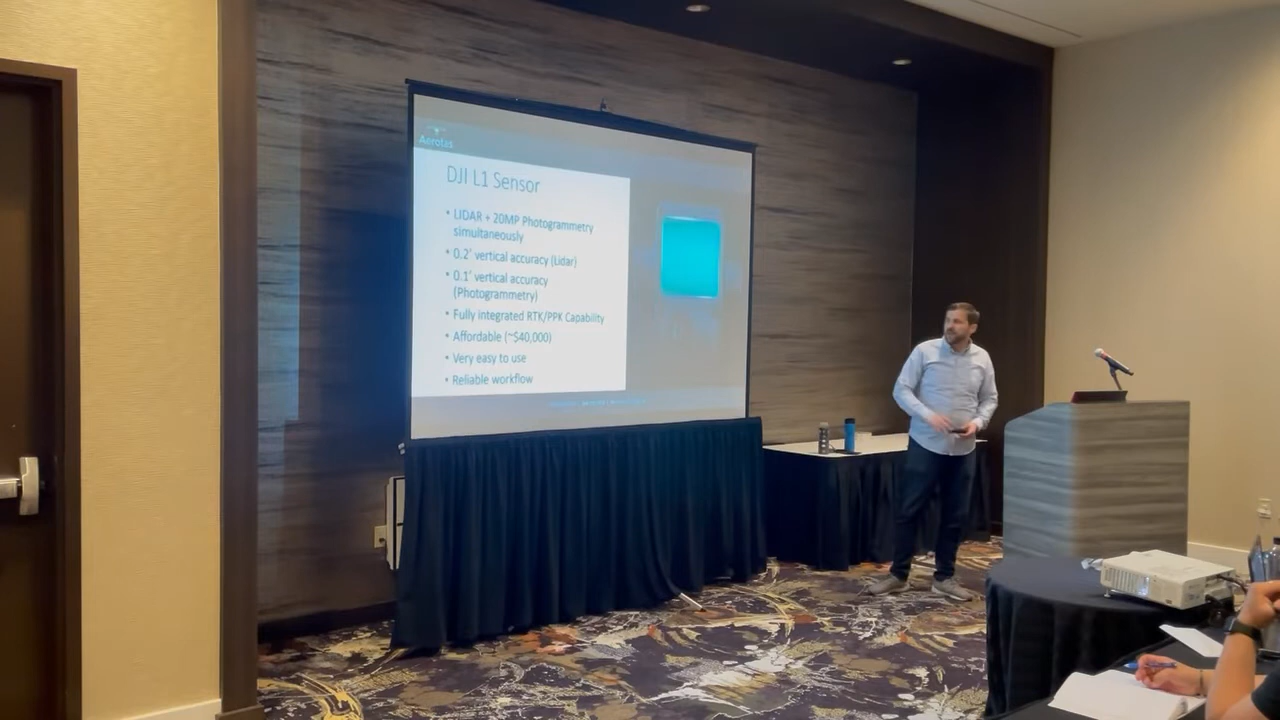 Aerotas
DJI L1 Sensor
• LIDAR + 20MP Photogrammetry
simultaneously
• 0.2' vertical accuracy (Lidar)
• 0.1' vertical accuracy
(Photogrammetry)
• Fully integrated RTK/PPK Capability
• Affordable (~$40,000)
• Very easy to use
• Reliable workflow